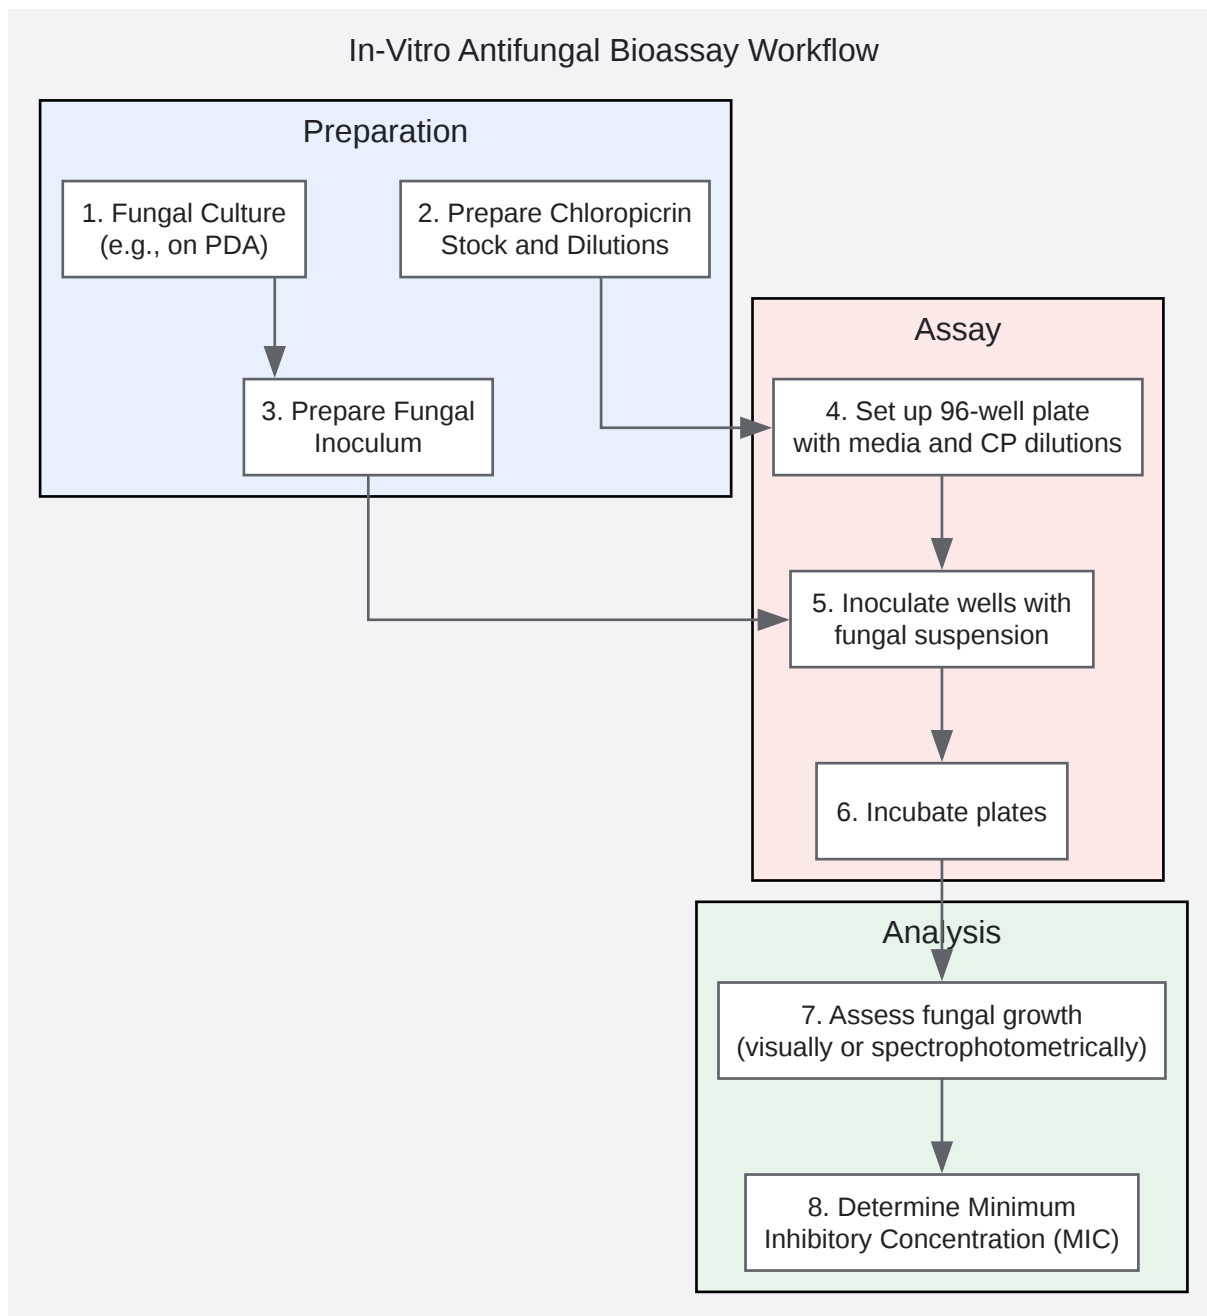 In-Vitro Antifungal Bioassay Workflow
Preparation
1. Fungal Culture
(e.g., on PDA)
2. Prepare Chloropicrin
Stock and Dilutions
3. Prepare Fungal
Inoculum
Assay
4. Set up 96-well plate
with media and CP dilutions
5. Inoculate wells with
fungal suspension
6. Incubate plates
Analysis
7. Assess fungal growth
(visually or spectrophotometrically)
8. Determine Minimum
Inhibitory Concentration (MIC)